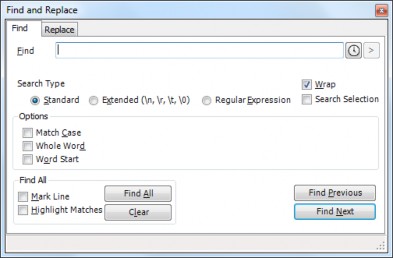 Find and Replace
Find Replace
Find >
Search Type Wrap
Standard Extended (\n, \r, \t, \0) Regular Expression Search Selection
Options
Match Case
Whole Word
Word Start
Find All
Mark Line Find All Find Previous
Highlight Matches Clear Find Next